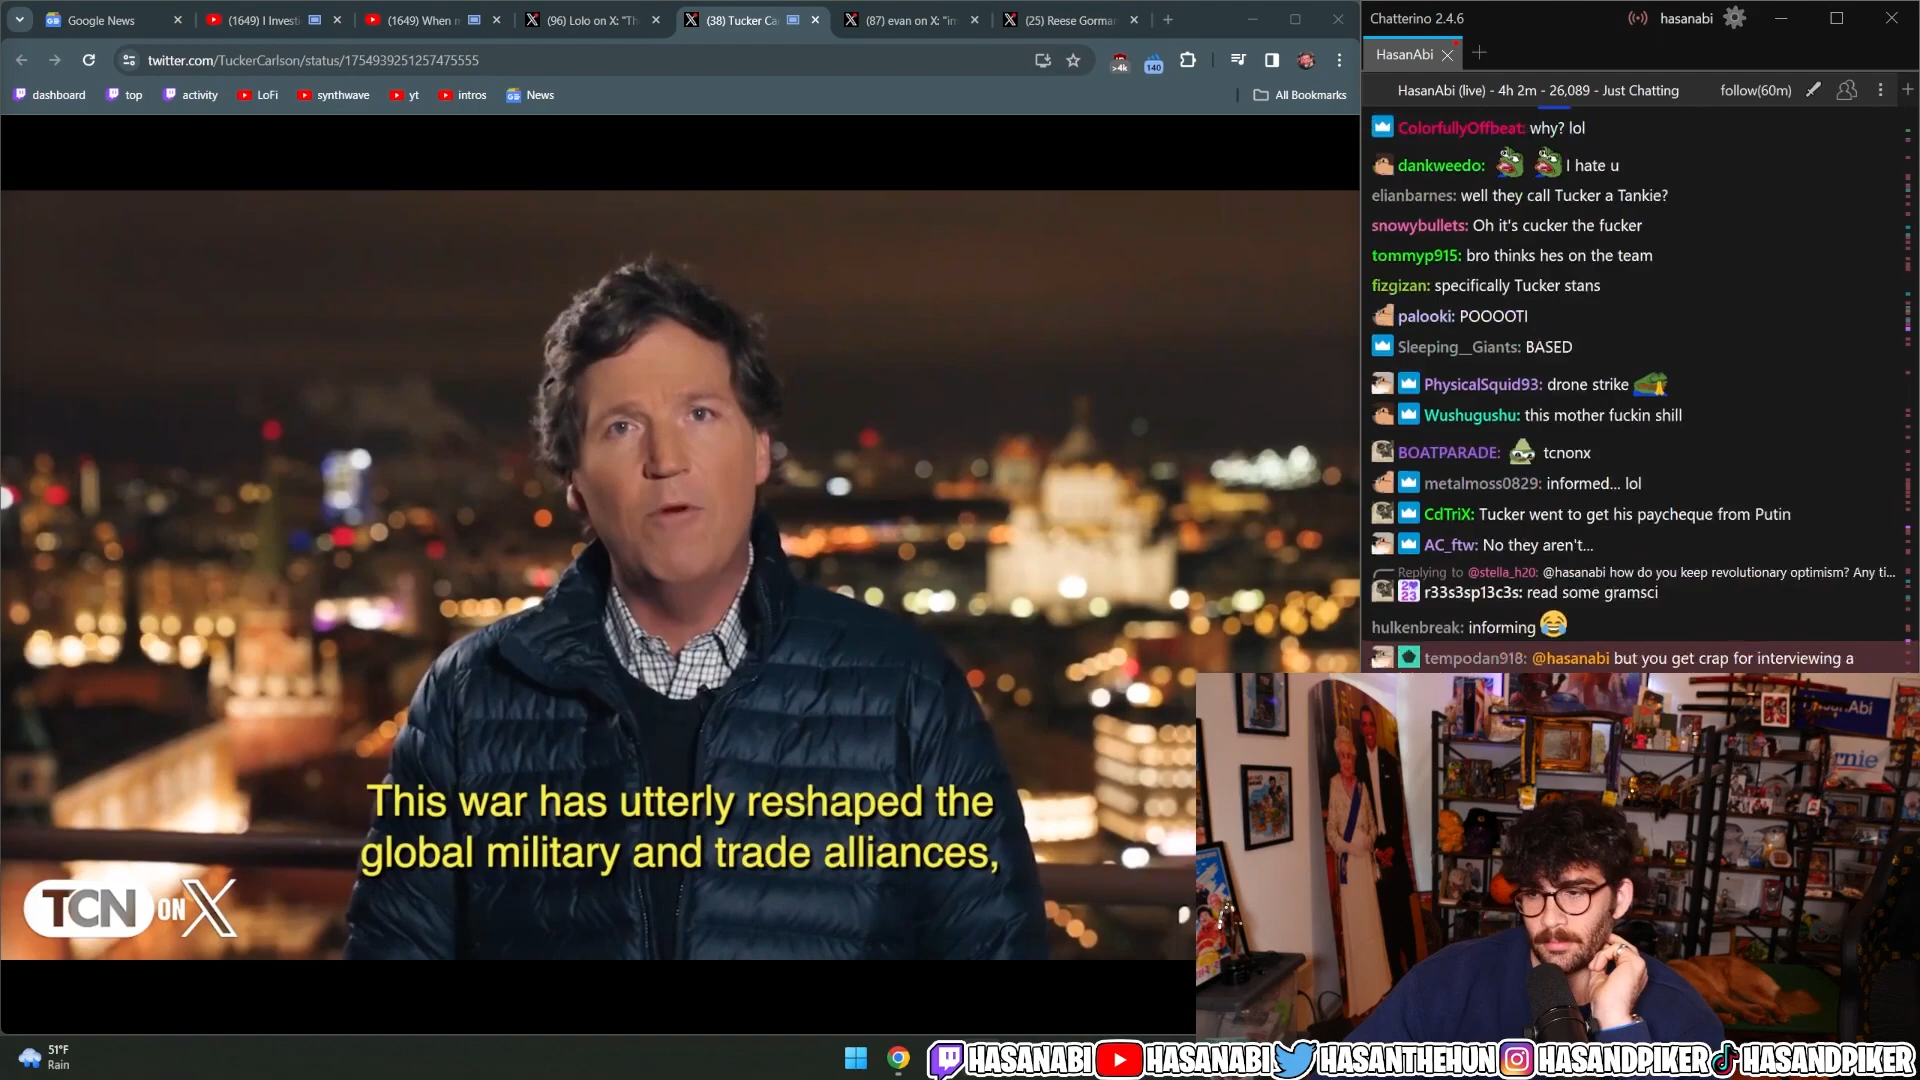 Google News
(1649) I Investi
(1649) When m
(96) Lolo on X: "Th
(38) Tucker Ca
(87) evan on X: "im
(25) Reese Gorma
Chatterino 2.4.6
hasanabi
twitter.com/TuckerCarlson/status/1754939251257475555
>4k
140
HasanAbi
dashboard
top
activity
LoFi
synthwave
yt
intros
News
All Bookmarks
HasanAbi (live) - 4h 2m - 26,089 - Just Chatting
follow(60m)
ColorfullyOffbeat: why? lol
dankweedo: I hate u
elianbarnes: well they call Tucker a Tankie?
snowybullets: Oh it's cucker the fucker
tommyp915: bro thinks hes on the team
fizgizan: specifically Tucker stans
palooki: POOOOTI
Sleeping__Giants: BASED
PhysicalSquid93: drone strike
Wushugushu: this mother fuckin shill
BOATPARADE: tcnonx
metalmoss0829: informed... lol
CdTriX: Tucker went to get his paycheque from Putin
AC_ftw: No they aren't...
Replying to @stella_h20: @hasanabi how do you keep revolutionary optimism? Any ti...
r33s3sp13c3s: read some gramsci
hulkenbreak: informing
tempodan918: @hasanabi but you get crap for interviewing a
This war has utterly reshaped the
global military and trade alliances,
TCN ON X
51°F
Rain
HASANABI
HASANABI
HASANTHEHUN
HASANDPIKER
HASANDPIKER